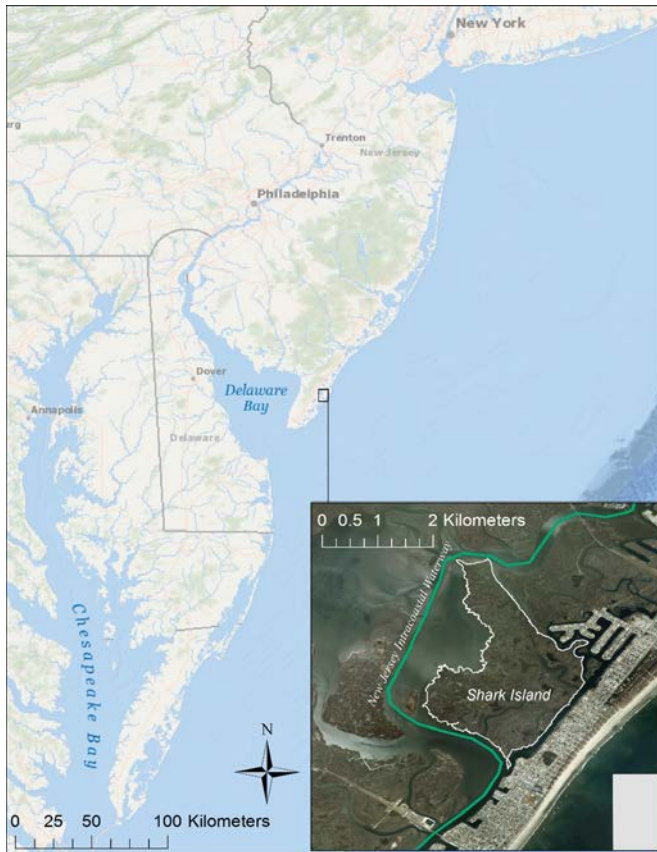 New York
urg
Trenton
New Jersey
Philadelphia
Dover
Delaware
Bay
Annapolis
Delaware
0 0.5 1 2 Kilometers
New Jersey Intracoastal Waterway
Shark Island
Chesapeake Bay
N
0 25 50 100 Kilometers